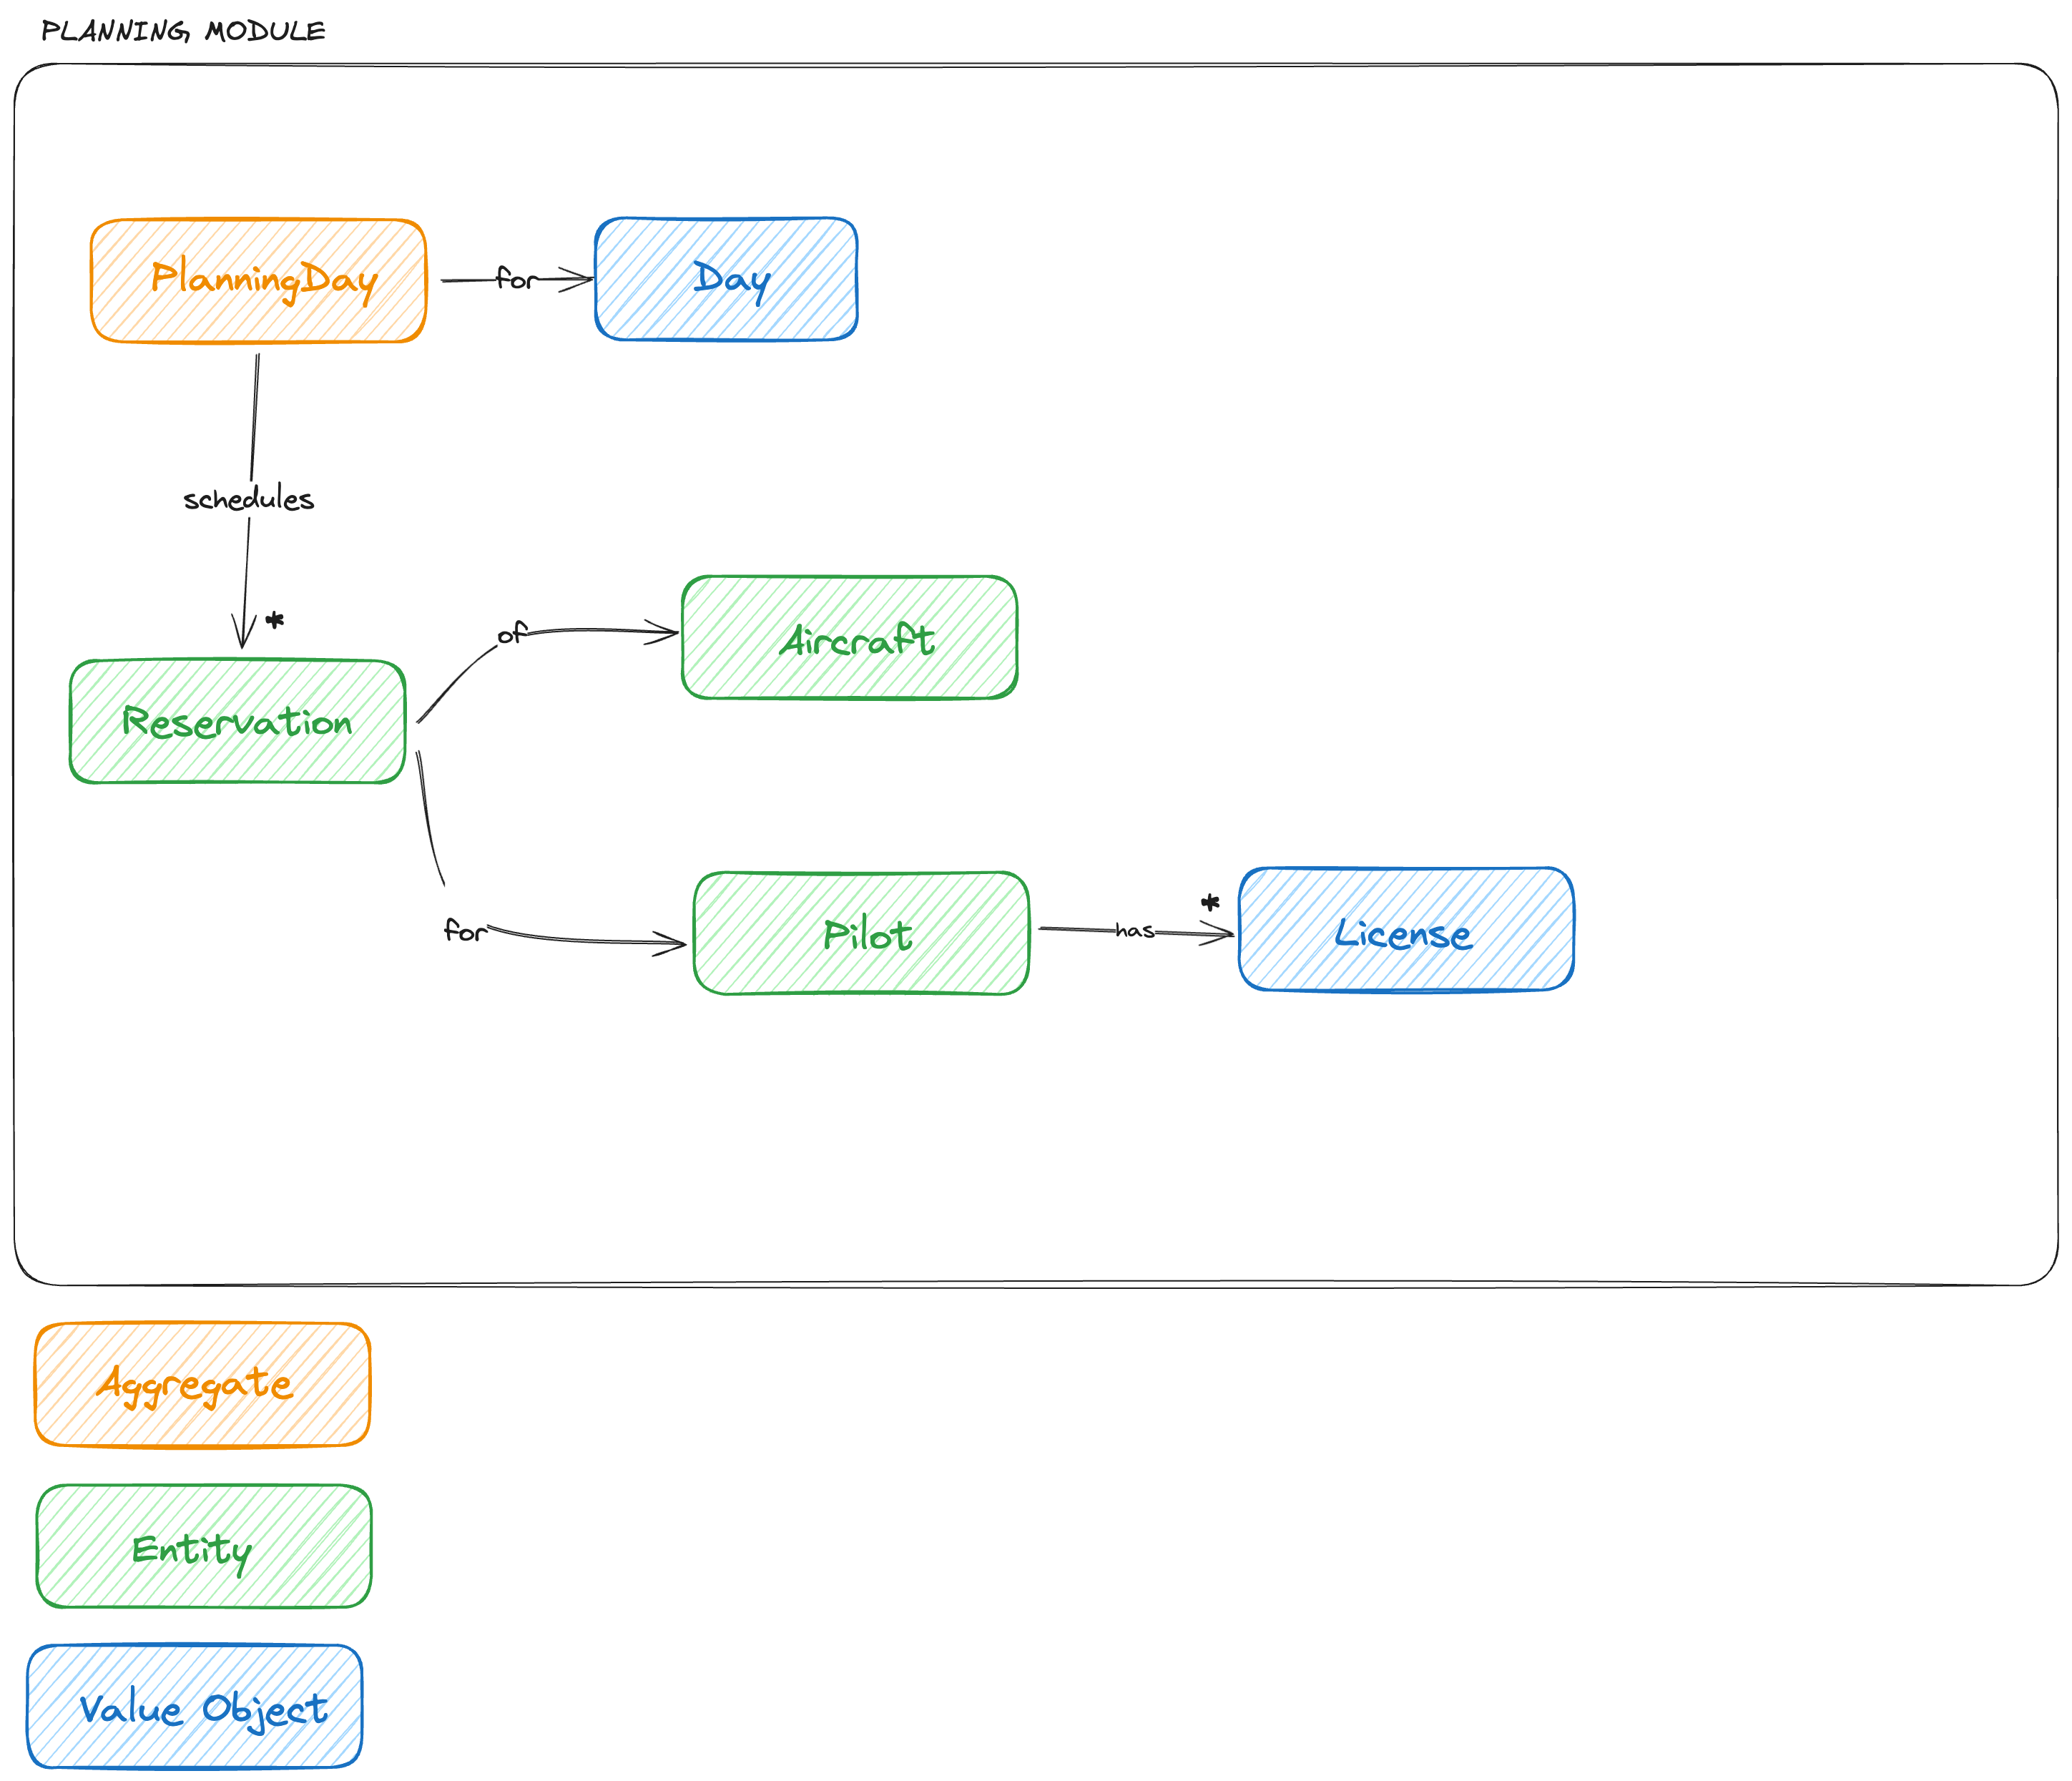 PLANNING MODULE
PlanningDay
for
Day
schedules
*
of
Aircraft
Reservation
for
Pilot
has
*
License
Aggregate
Entity
Value Object